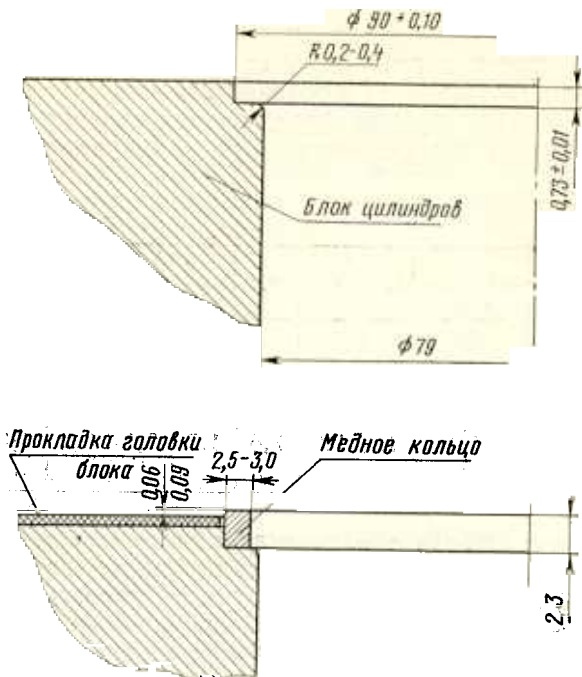 ϕ 90 ± 0,10
R 0,2-0,4
0,73 ± 0,01
Блок цилиндров
ϕ 79
Прокладка головки
блока
0,06
0,09
2,5-3,0
Медное кольцо
2,3